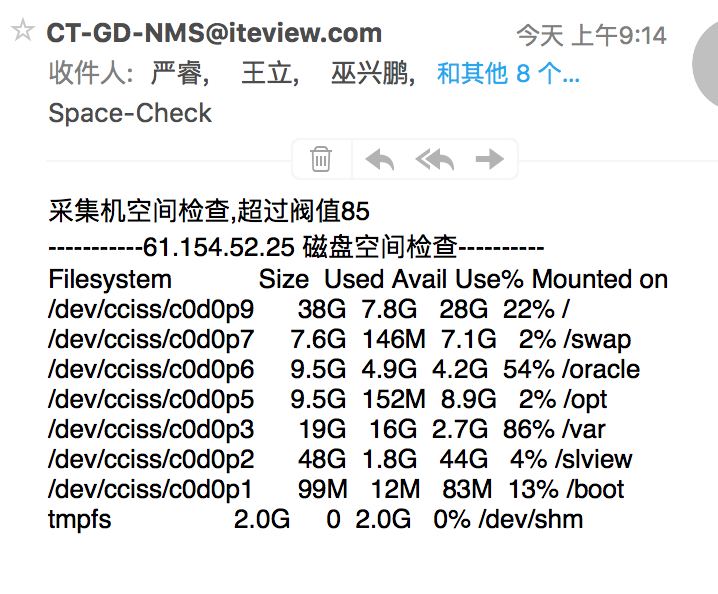 CT-GD-NMS@iteview.com 今天 上午9:14
收件人: 严睿, 王立, 巫兴鹏, 和其他 8 个...
Space-Check
采集机空间检查,超过阀值85
-----------61.154.52.25 磁盘空间检查----------
Filesystem Size Used Avail Use% Mounted on
/dev/cciss/c0d0p9 38G 7.8G 28G 22% /
/dev/cciss/c0d0p7 7.6G 146M 7.1G 2% /swap
/dev/cciss/c0d0p6 9.5G 4.9G 4.2G 54% /oracle
/dev/cciss/c0d0p5 9.5G 152M 8.9G 2% /opt
/dev/cciss/c0d0p3 19G 16G 2.7G 86% /var
/dev/cciss/c0d0p2 48G 1.8G 44G 4% /slview
/dev/cciss/c0d0p1 99M 12M 83M 13% /boot
tmpfs 2.0G 0 2.0G 0% /dev/shm